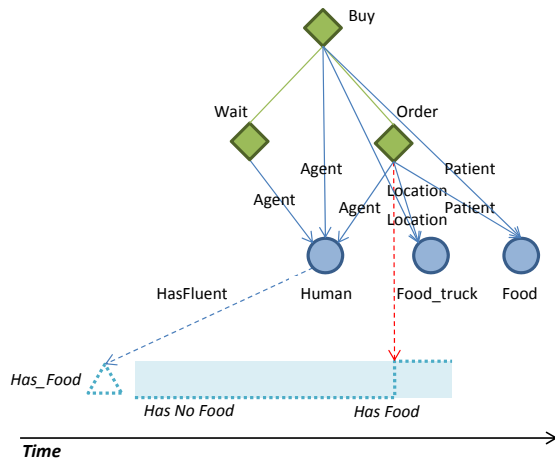 Buy
Wait
Order
Agent
Patient
Agent
Agent
Location
Patient
Location
HasFluent
Human
Food_truck
Food
Has_Food
Has No Food
Has Food
Time